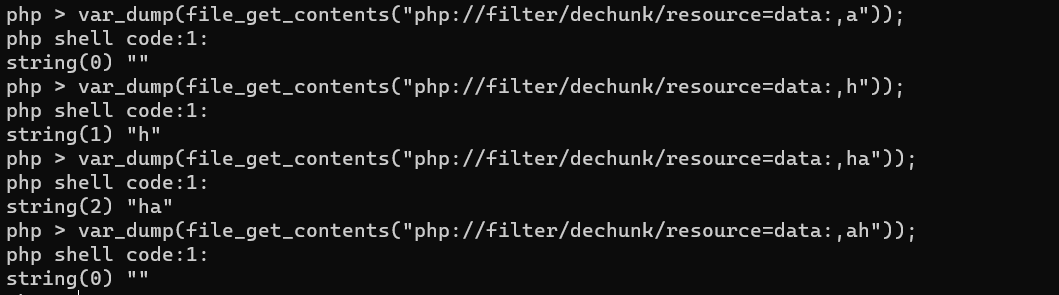 php > var_dump(file_get_contents("php://filter/dechunk/resource=data:,a"));
php shell code:1:
string(0) ""
php > var_dump(file_get_contents("php://filter/dechunk/resource=data:,h"));
php shell code:1:
string(1) "h"
php > var_dump(file_get_contents("php://filter/dechunk/resource=data:,ha"));
php shell code:1:
string(2) "ha"
php > var_dump(file_get_contents("php://filter/dechunk/resource=data:,ah"));
php shell code:1:
string(0) ""